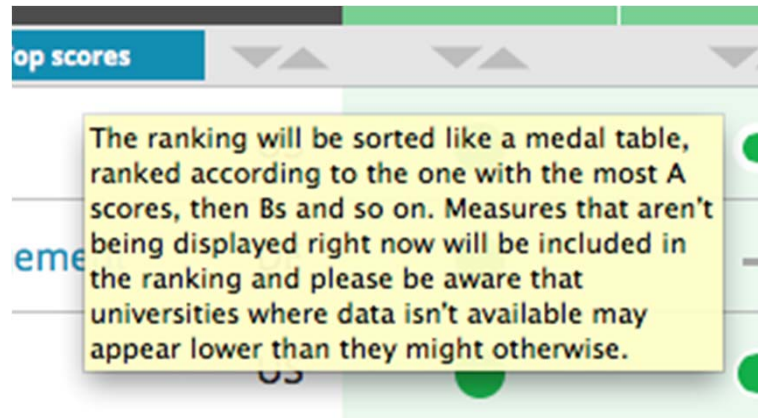 op scores
The ranking will be sorted like a medal table,
ranked according to the one with the most A
scores, then Bs and so on. Measures that aren't
being displayed right now will be included in
the ranking and please be aware that
universities where data isn't available may
appear lower than they might otherwise.
eme
US